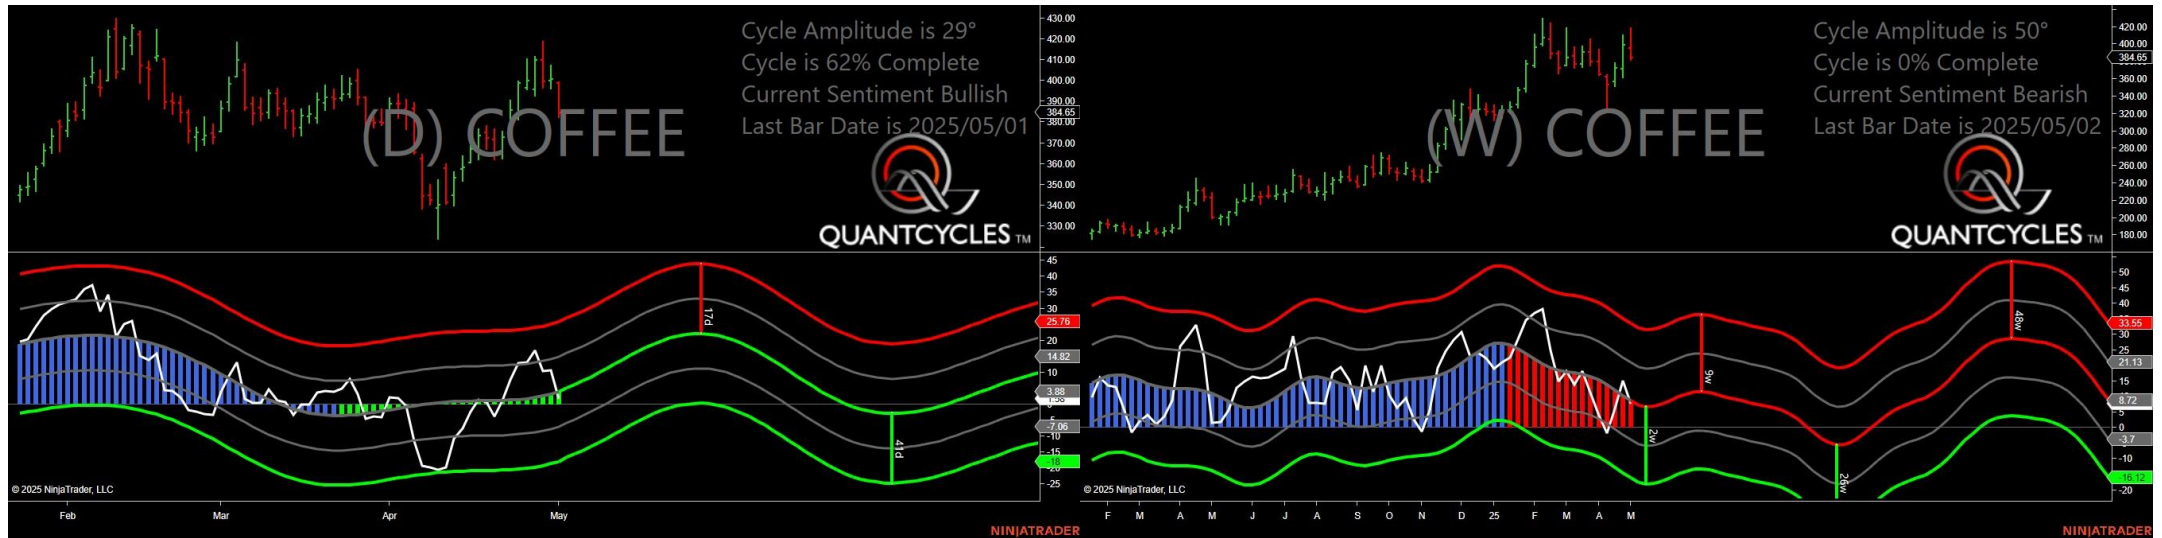 Cycle Amplitude is 29°
Cycle is 62% Complete
Current Sentiment Bullish
Last Bar Date is 2025/05/01
(D) COFFEE
QUANTCYCLES TM
430.00
420.00
410.00
400.00
390.00
384.65
380.00
370.00
360.00
350.00
340.00
330.00
45
40
35
30
25.76
20
14.82
10
3.88
-7.06
-10
-15
-18
-25
17d
41d
© 2025 NinjaTrader, LLC
Feb Mar Apr May
NINJATRADER
Cycle Amplitude is 50°
Cycle is 0% Complete
Current Sentiment Bearish
Last Bar Date is 2025/05/02
(W) COFFEE
QUANTCYCLES TM
420.00
400.00
384.65
360.00
340.00
320.00
300.00
280.00
260.00
240.00
220.00
200.00
180.00
50
45
40
33.55
30
25
21.13
15
8.72
5
0
-3.7
-10
-16.12
-20
9w
2w
26w
48w
© 2025 NinjaTrader, LLC
F M A M J J A S O N D 25 F M A M
NINJATRADER